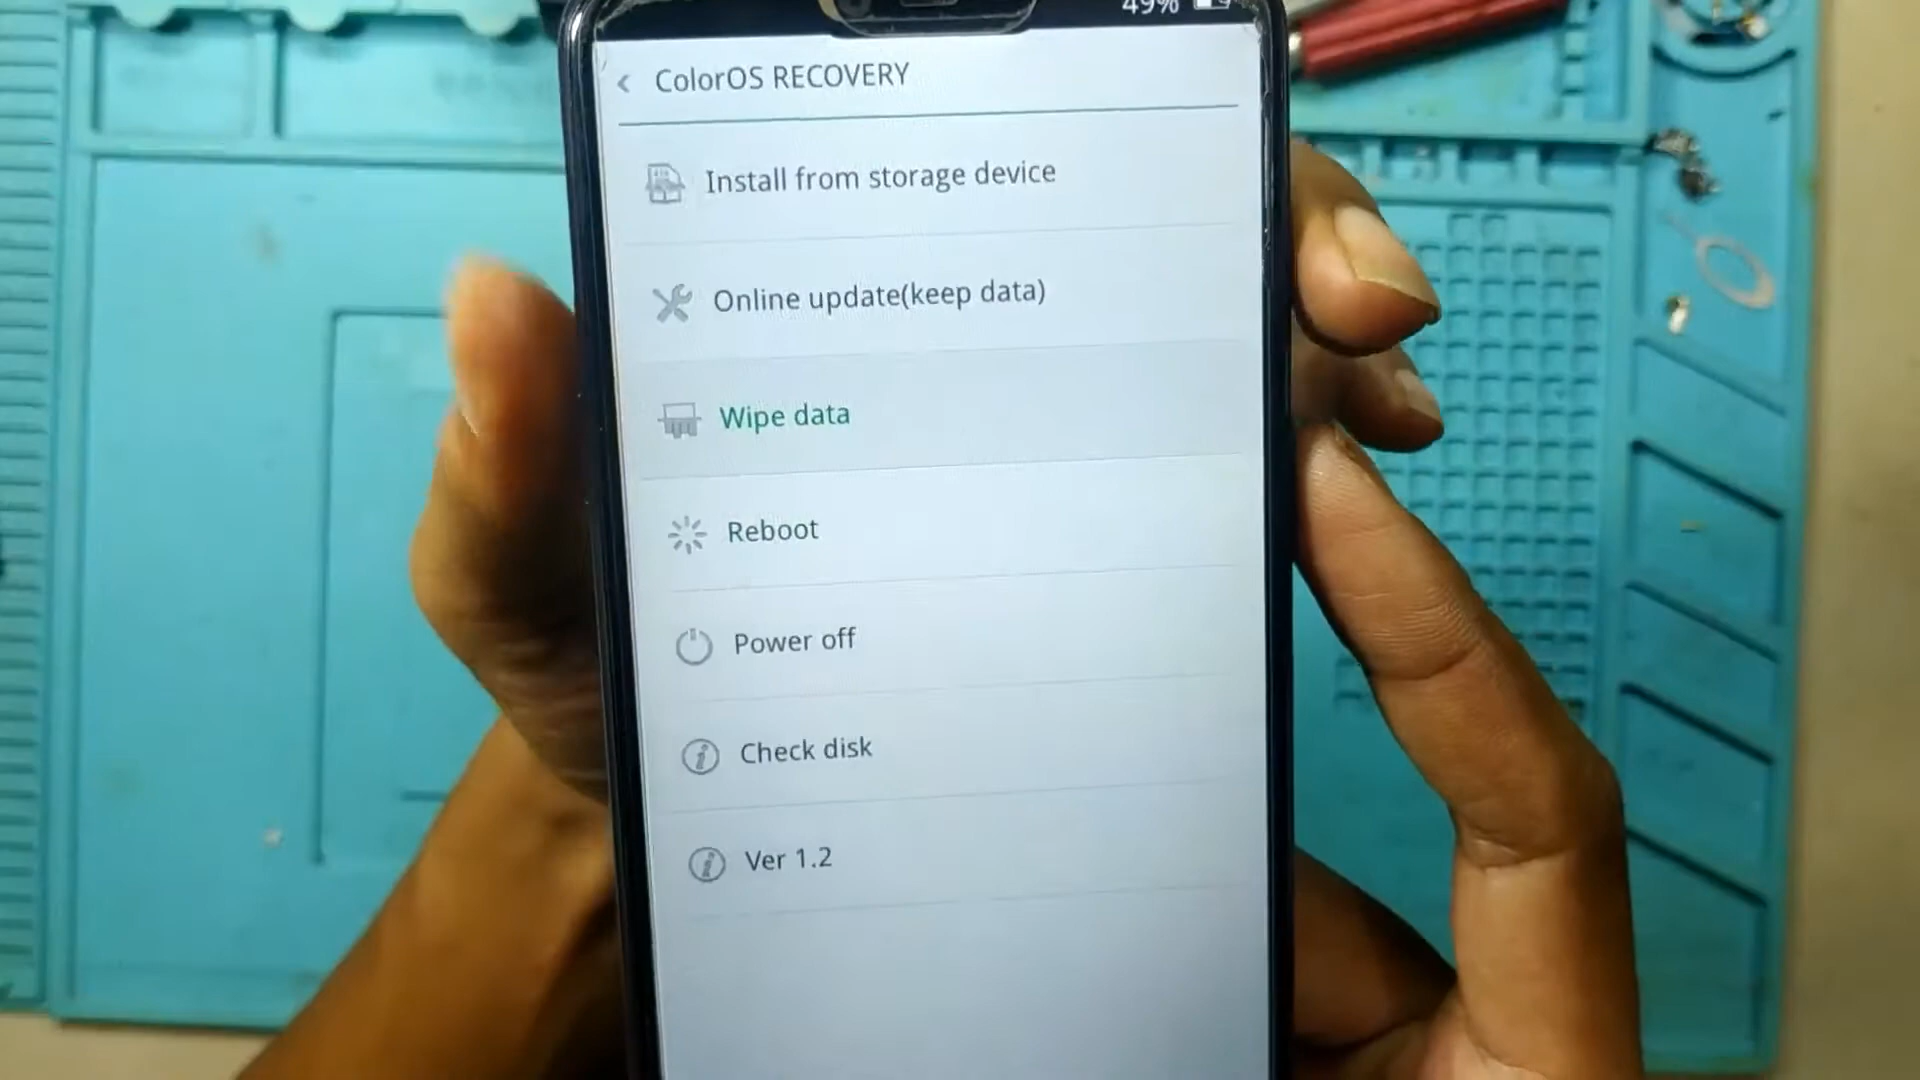 49%
ColorOS RECOVERY
Install from storage device
Online update(keep data)
Wipe data
Reboot
Power off
Check disk
Ver 1.2